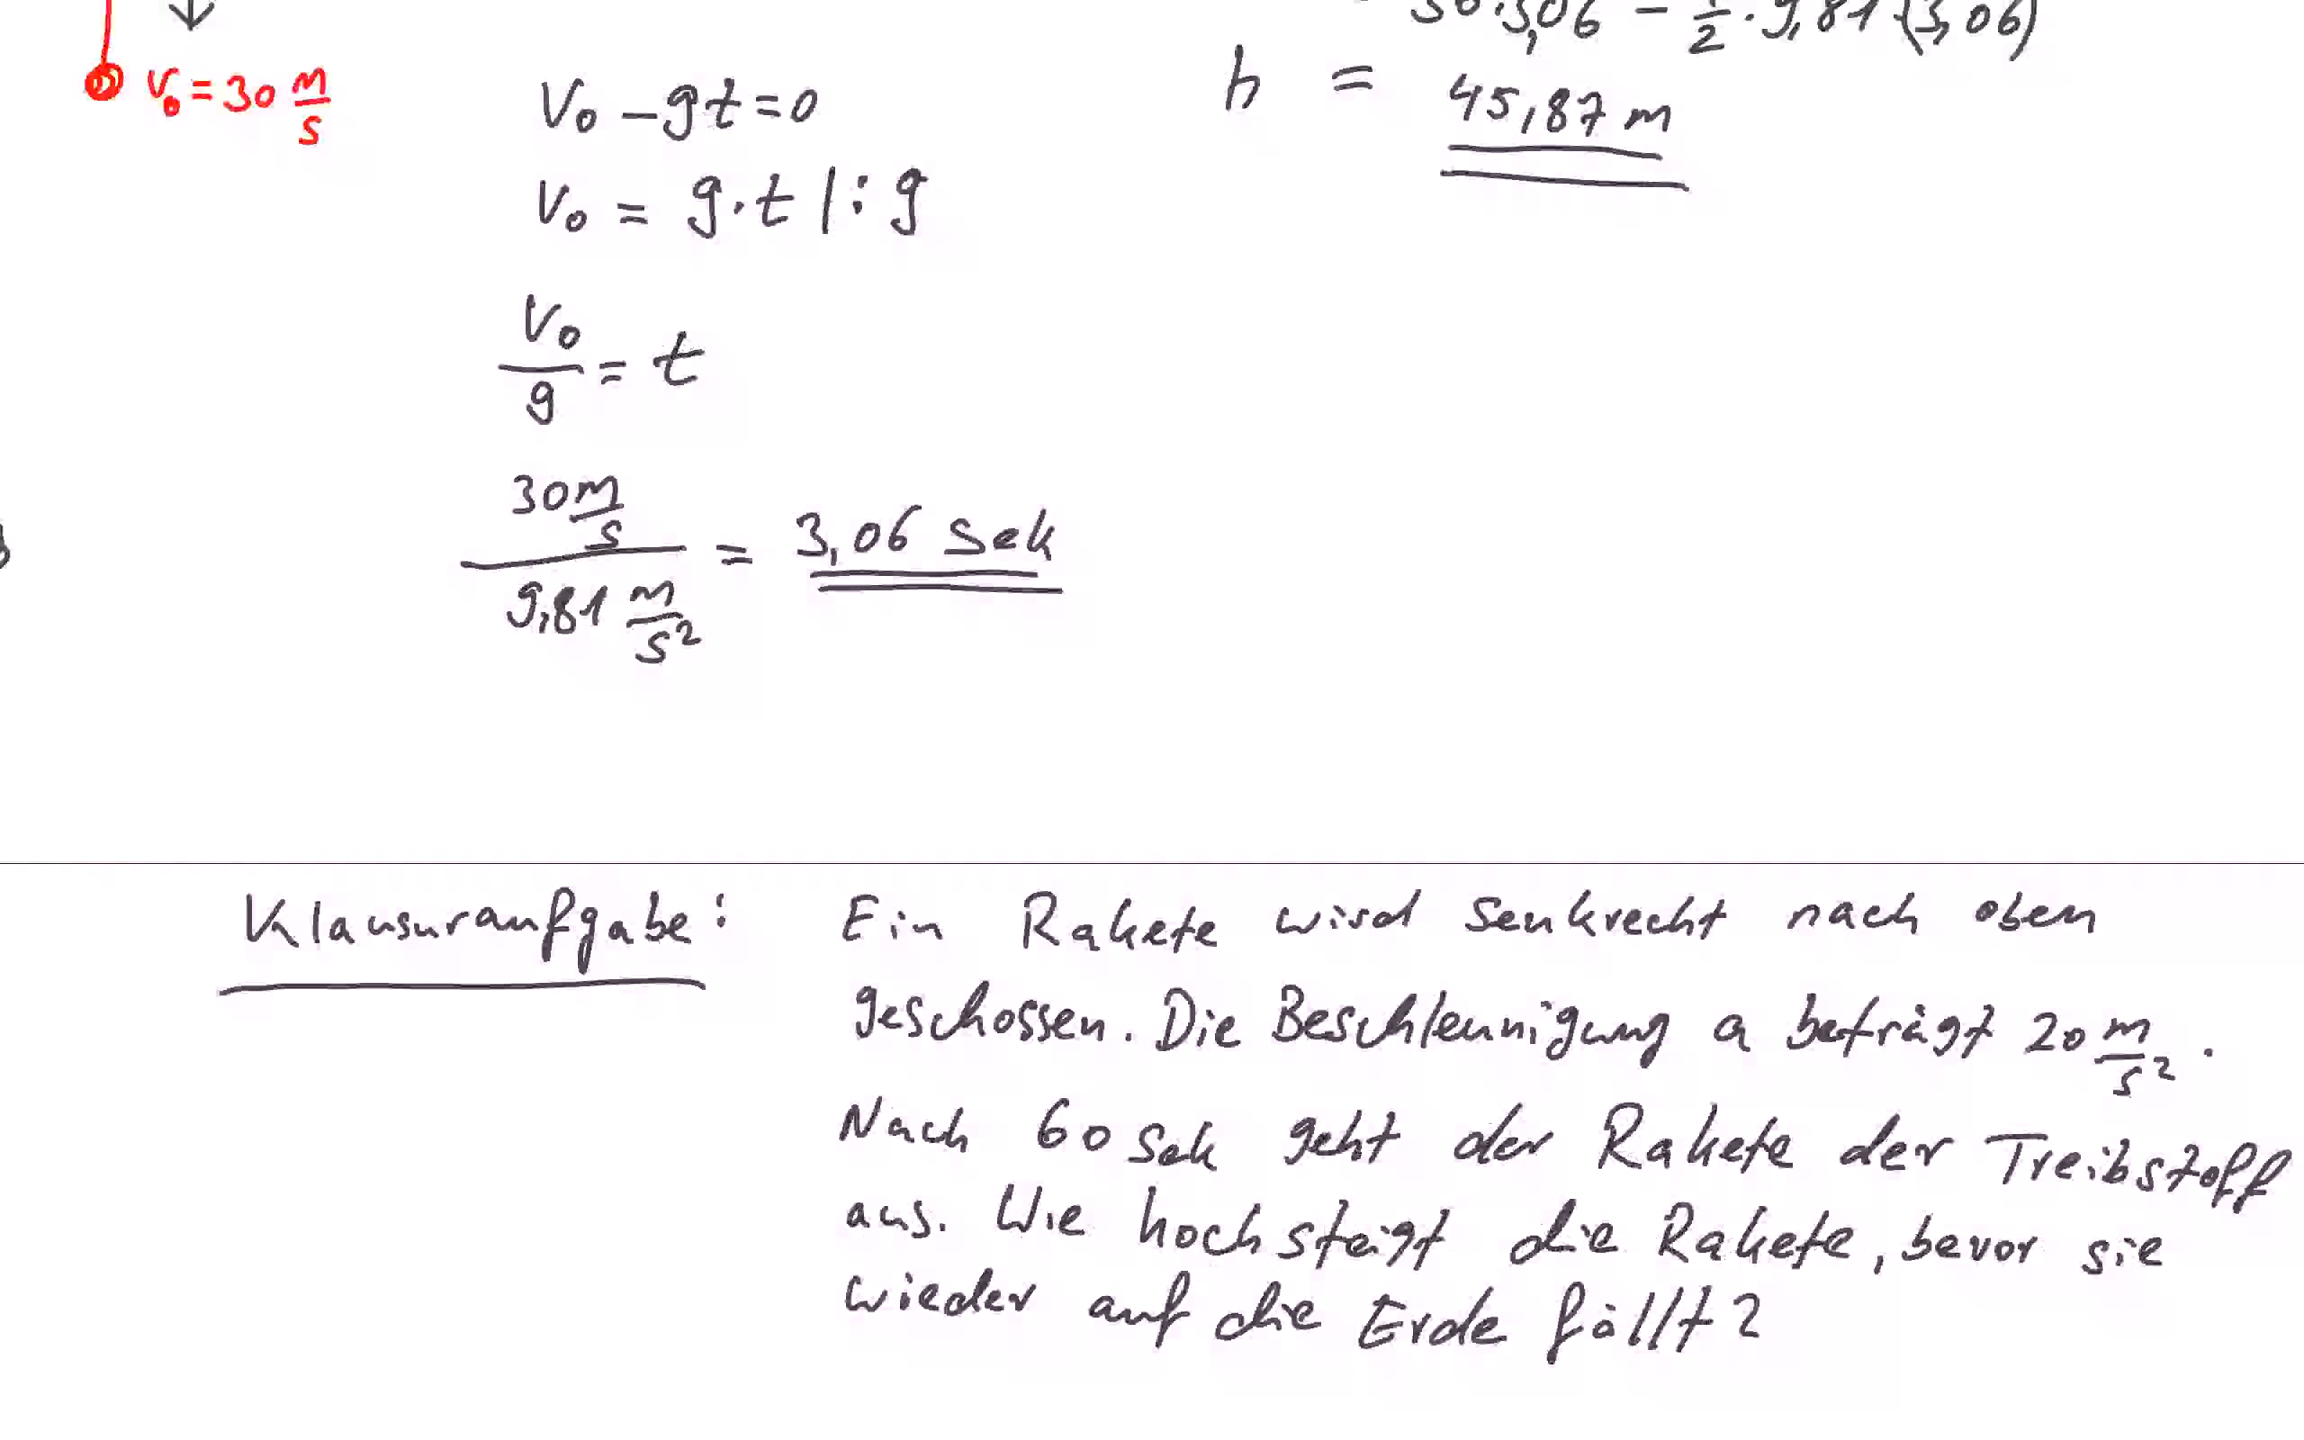 = 30·3,06 - 1/2·9,81(3,06)
h = 45,87 m
v₀ = 30 m/s
V₀ - gt = 0
V₀ = g·t |: g
V₀/g = t
30 m/s / 9,81 m/s² = 3,06 Sek
Klausuraufgabe: Ein Rakete wird senkrecht nach oben
geschossen. Die Beschleunigung a beträgt 20 m/s².
Nach 60 Sek geht der Rakete der Treibstoff
aus. Wie hoch steigt die Rakete, bevor sie
wieder auf die Erde fällt?